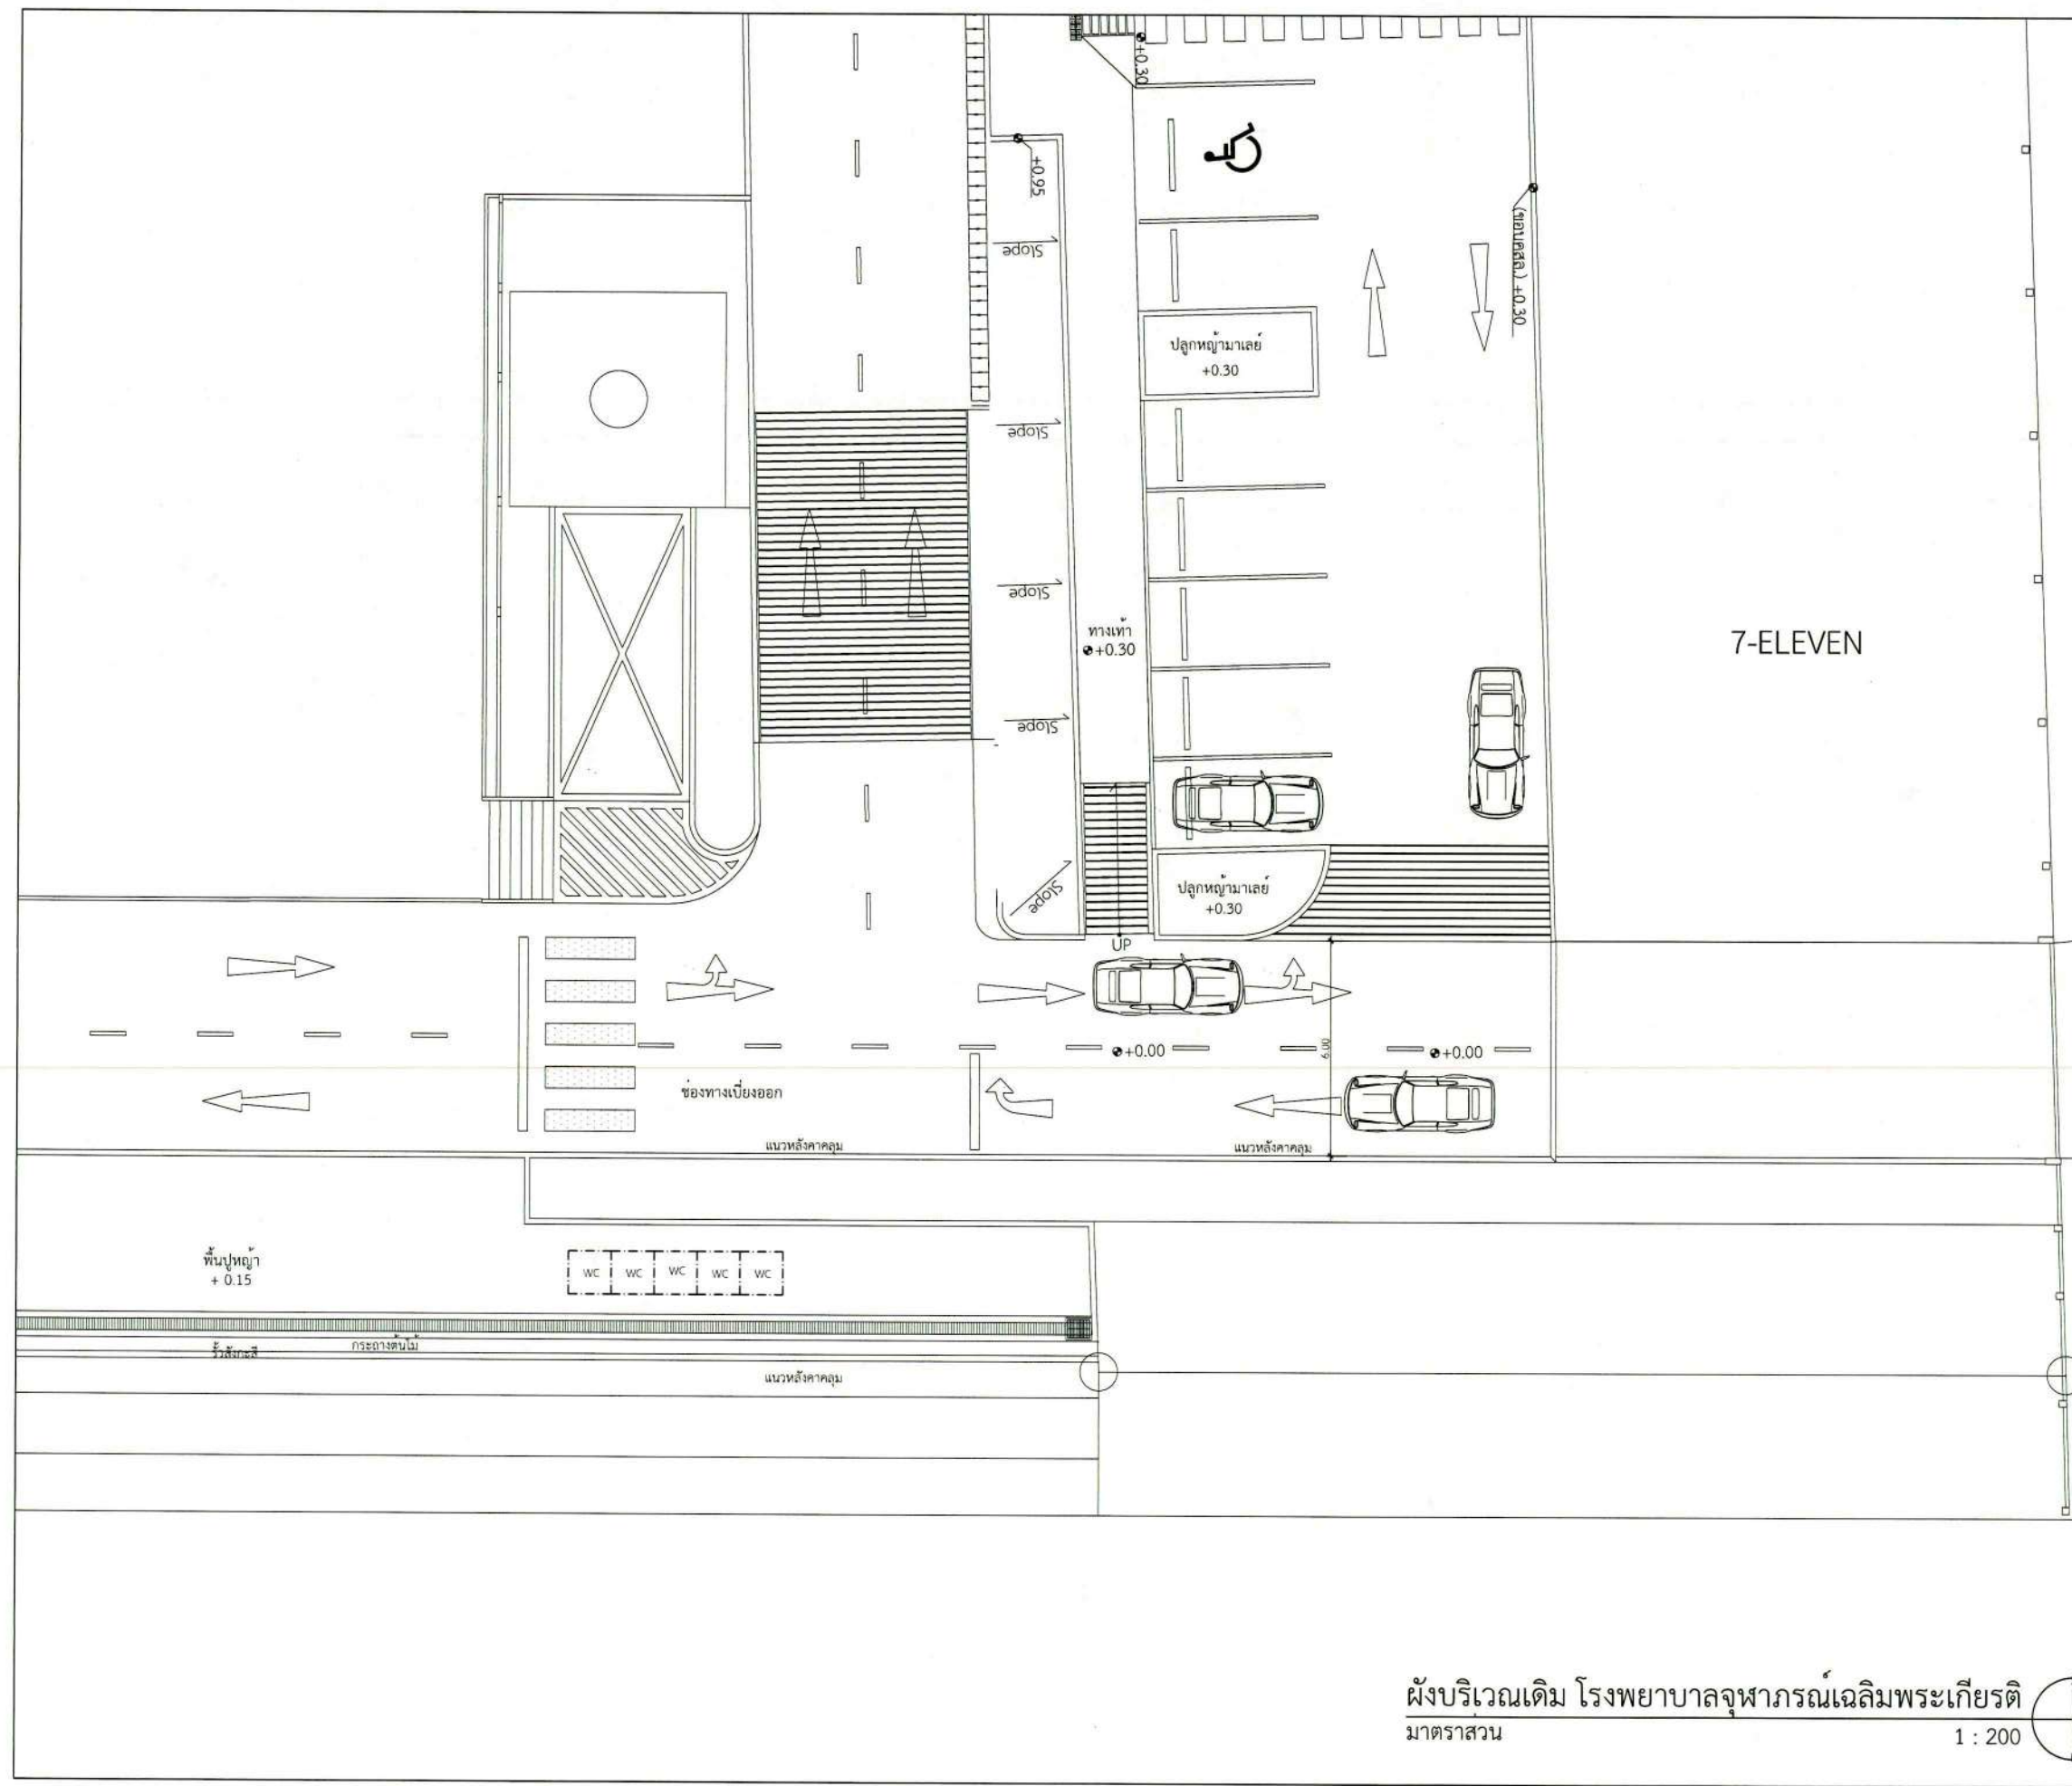 +0.30
+0.95
Slope
(ขอบคสล.) +0.30
ปลูกหญ้ามาเลย์
+0.30
Slope
Slope
ทางเท้า
+0.30
7-ELEVEN
Slope
ปลูกหญ้ามาเลย์
+0.30
Slope
UP
+0.00
6.00
+0.00
ช่องทางเบี่ยงออก
แนวหลังคาคลุม
แนวหลังคาคลุม
พื้นปูหญ้า
+ 0.15
WC WC WC WC WC
รั้วสังกะสี
กระถางต้นไม้
แนวหลังคาคลุม
ผังบริเวณเดิม โรงพยาบาลจุฬาภรณ์เฉลิมพระเกียรติ
มาตราส่วน 1 : 200